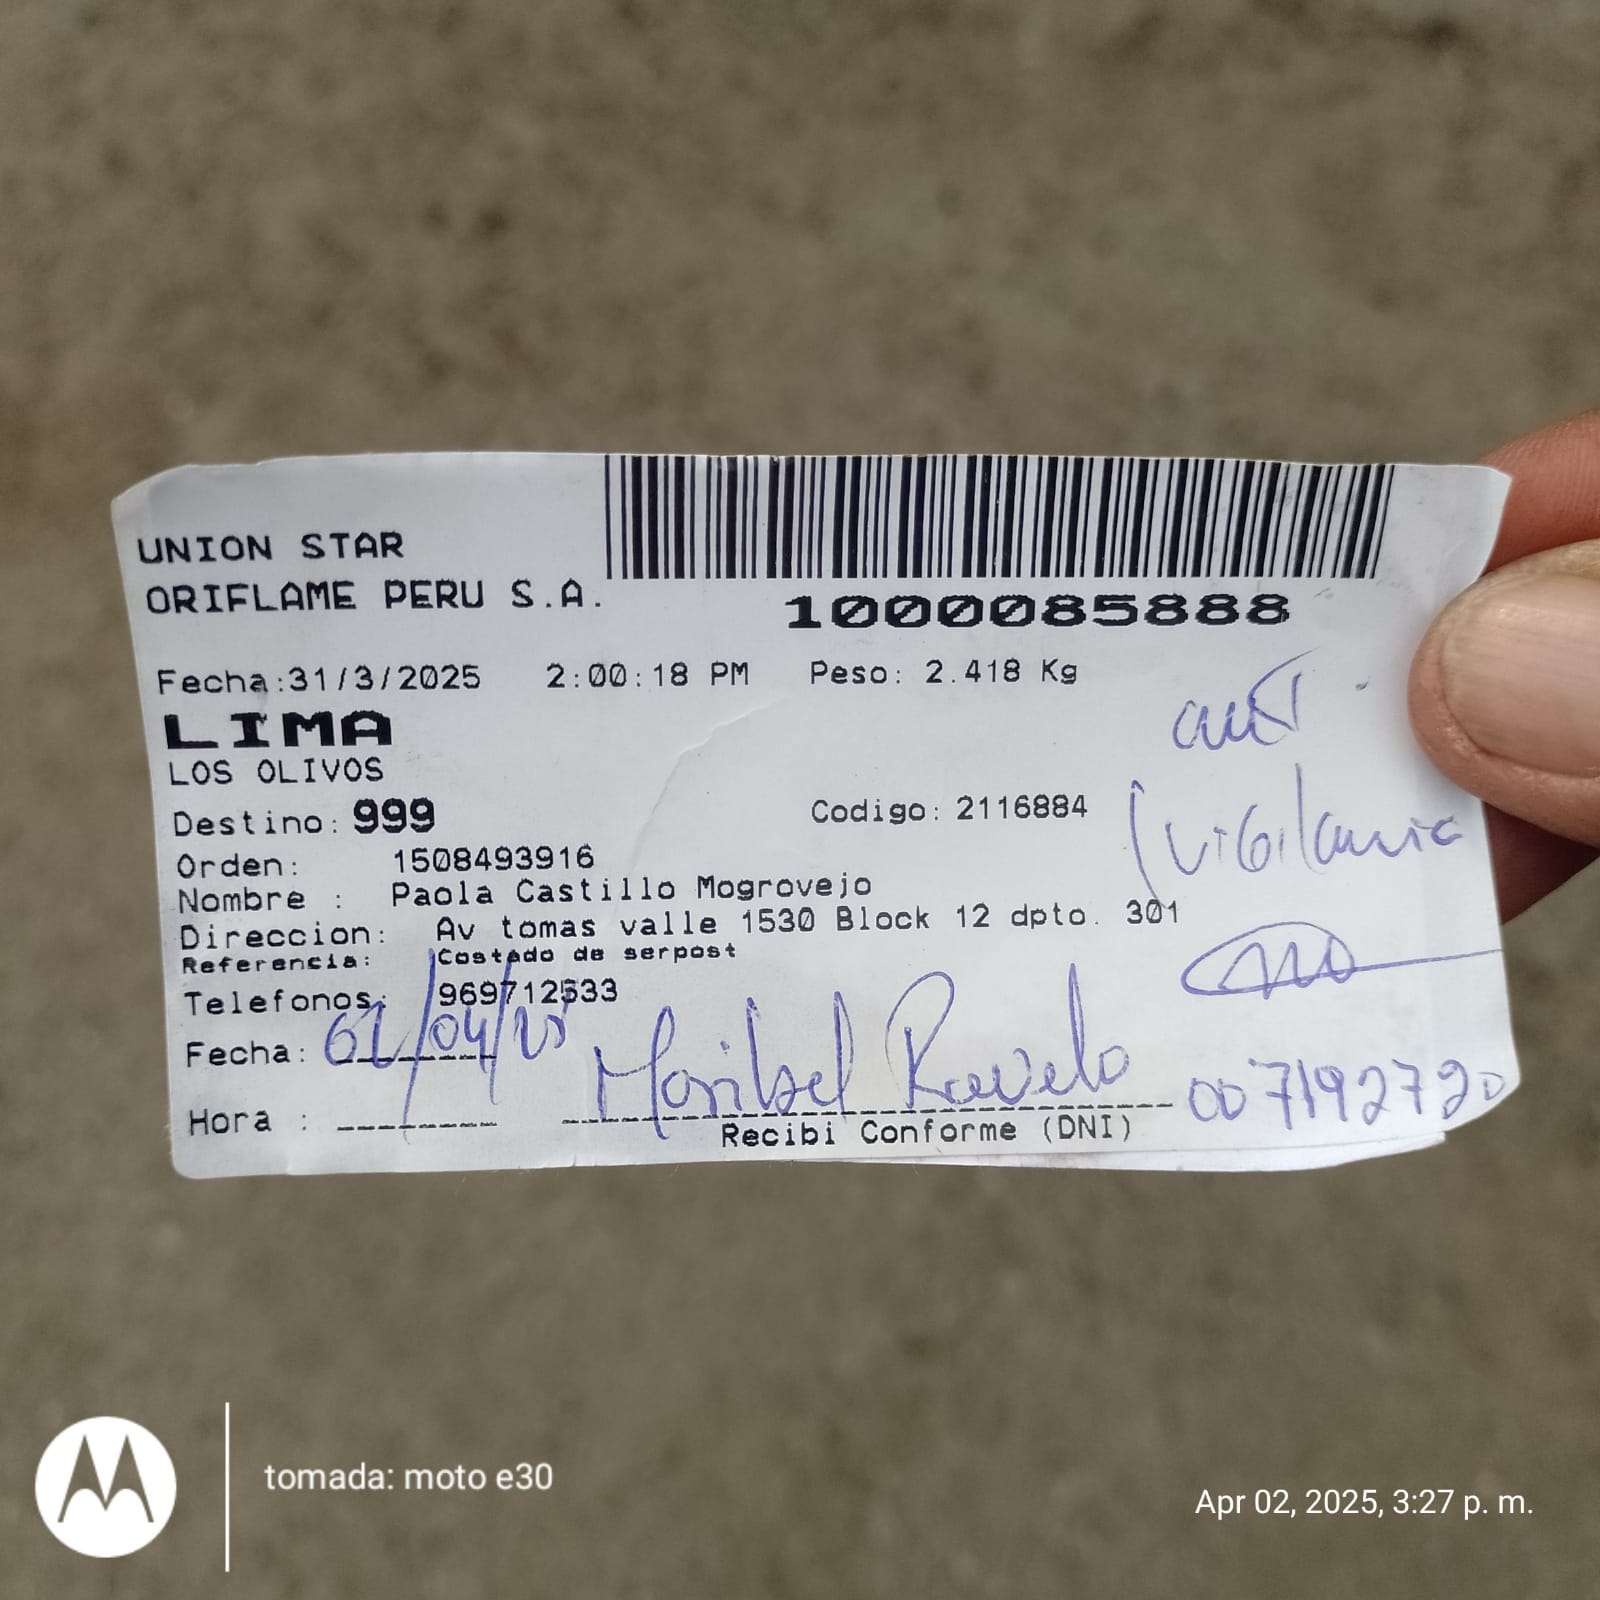 UNION STAR
ORIFLAME PERU S.A.
1000085888
Fecha:31/3/2025 2:00:18 PM Peso: 2.418 Kg
LIMA
LOS OLIVOS
Destino: 999 Codigo: 2116884
Orden: 1508493916
Nombre : Paola Castillo Mogrovejo
Direccion: Av tomas valle 1530 Block 12 dpto. 301
Referencia: Costado de serpost
Telefonos: 969712533
vigilancia
Fecha: 02/04/25
Maribel Ravelo
007192720
Hora :
Recibi Conforme (DNI)
tomada: moto e30
Apr 02, 2025, 3:27 p. m.